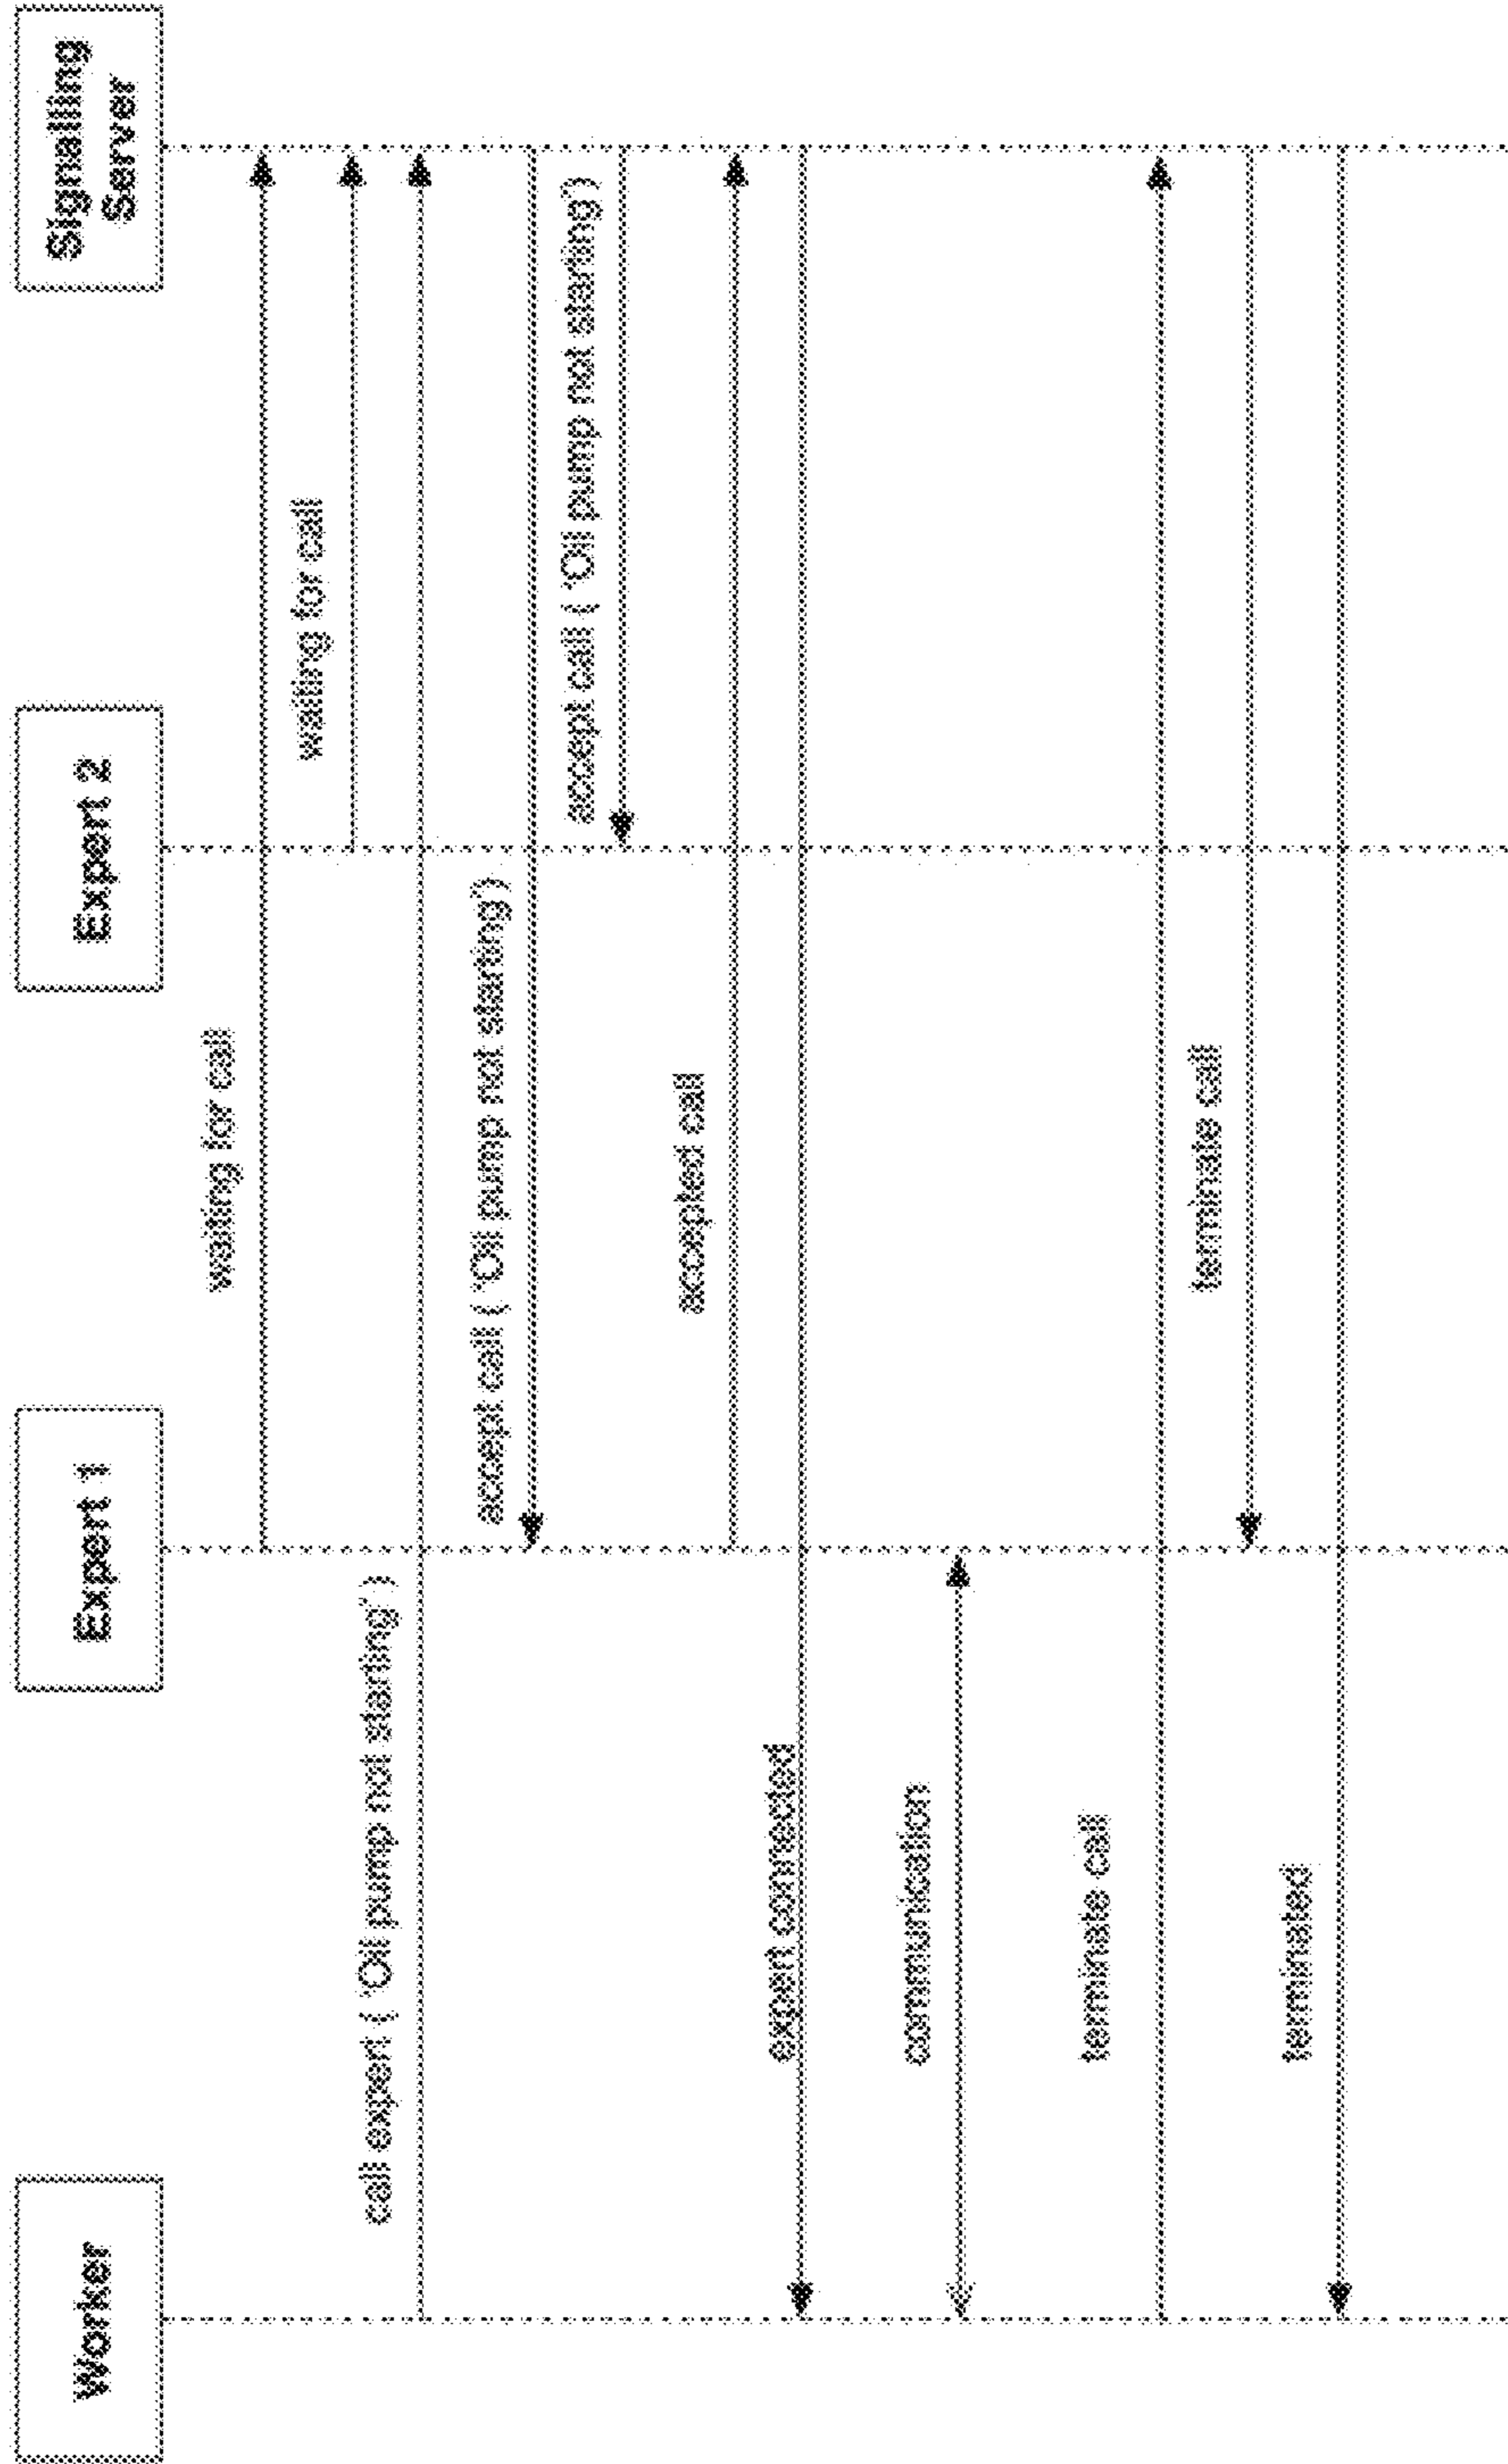 Worker
Expert 1
Expert 2
Signalling
Server
waiting for call
waiting for call
call expert ( 'Oil pump not starting' )
accept call ( 'Oil pump not starting')
accept call ( 'Oil pump not starting')
accepted call
expert connected
communication
terminate call
terminate call
terminated